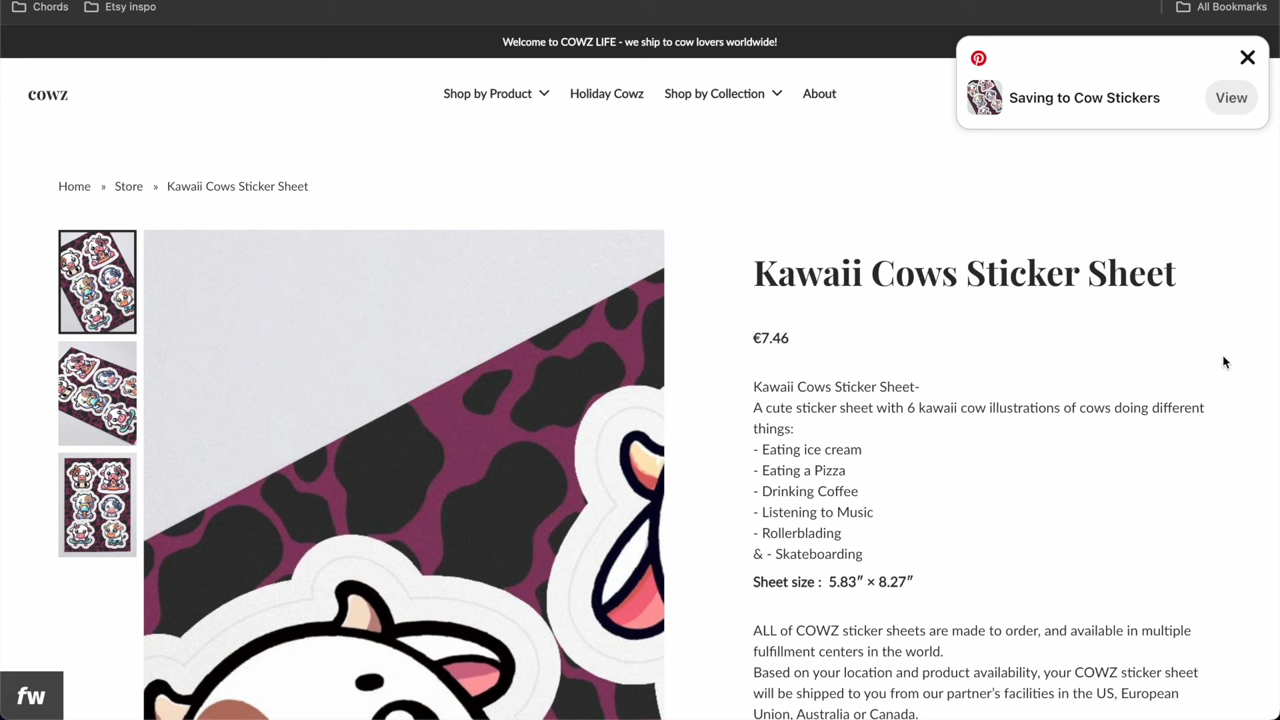 Chords
Etsy inspo
All Bookmarks
Welcome to COWZ LIFE - we ship to cow lovers worldwide!
cowz
Shop by Product
Holiday Cowz
Shop by Collection
About
Saving to Cow Stickers
View
Home » Store » Kawaii Cows Sticker Sheet
Kawaii Cows Sticker Sheet
€7.46
Kawaii Cows Sticker Sheet-
A cute sticker sheet with 6 kawaii cow illustrations of cows doing different
things:
- Eating ice cream
- Eating a Pizza
- Drinking Coffee
- Listening to Music
- Rollerblading
& - Skateboarding
Sheet size : 5.83″ × 8.27″
ALL of COWZ sticker sheets are made to order, and available in multiple
fulfillment centers in the world.
Based on your location and product availability, your COWZ sticker sheet
will be shipped to you from our partner’s facilities in the US, European
Union, Australia or Canada.
fw